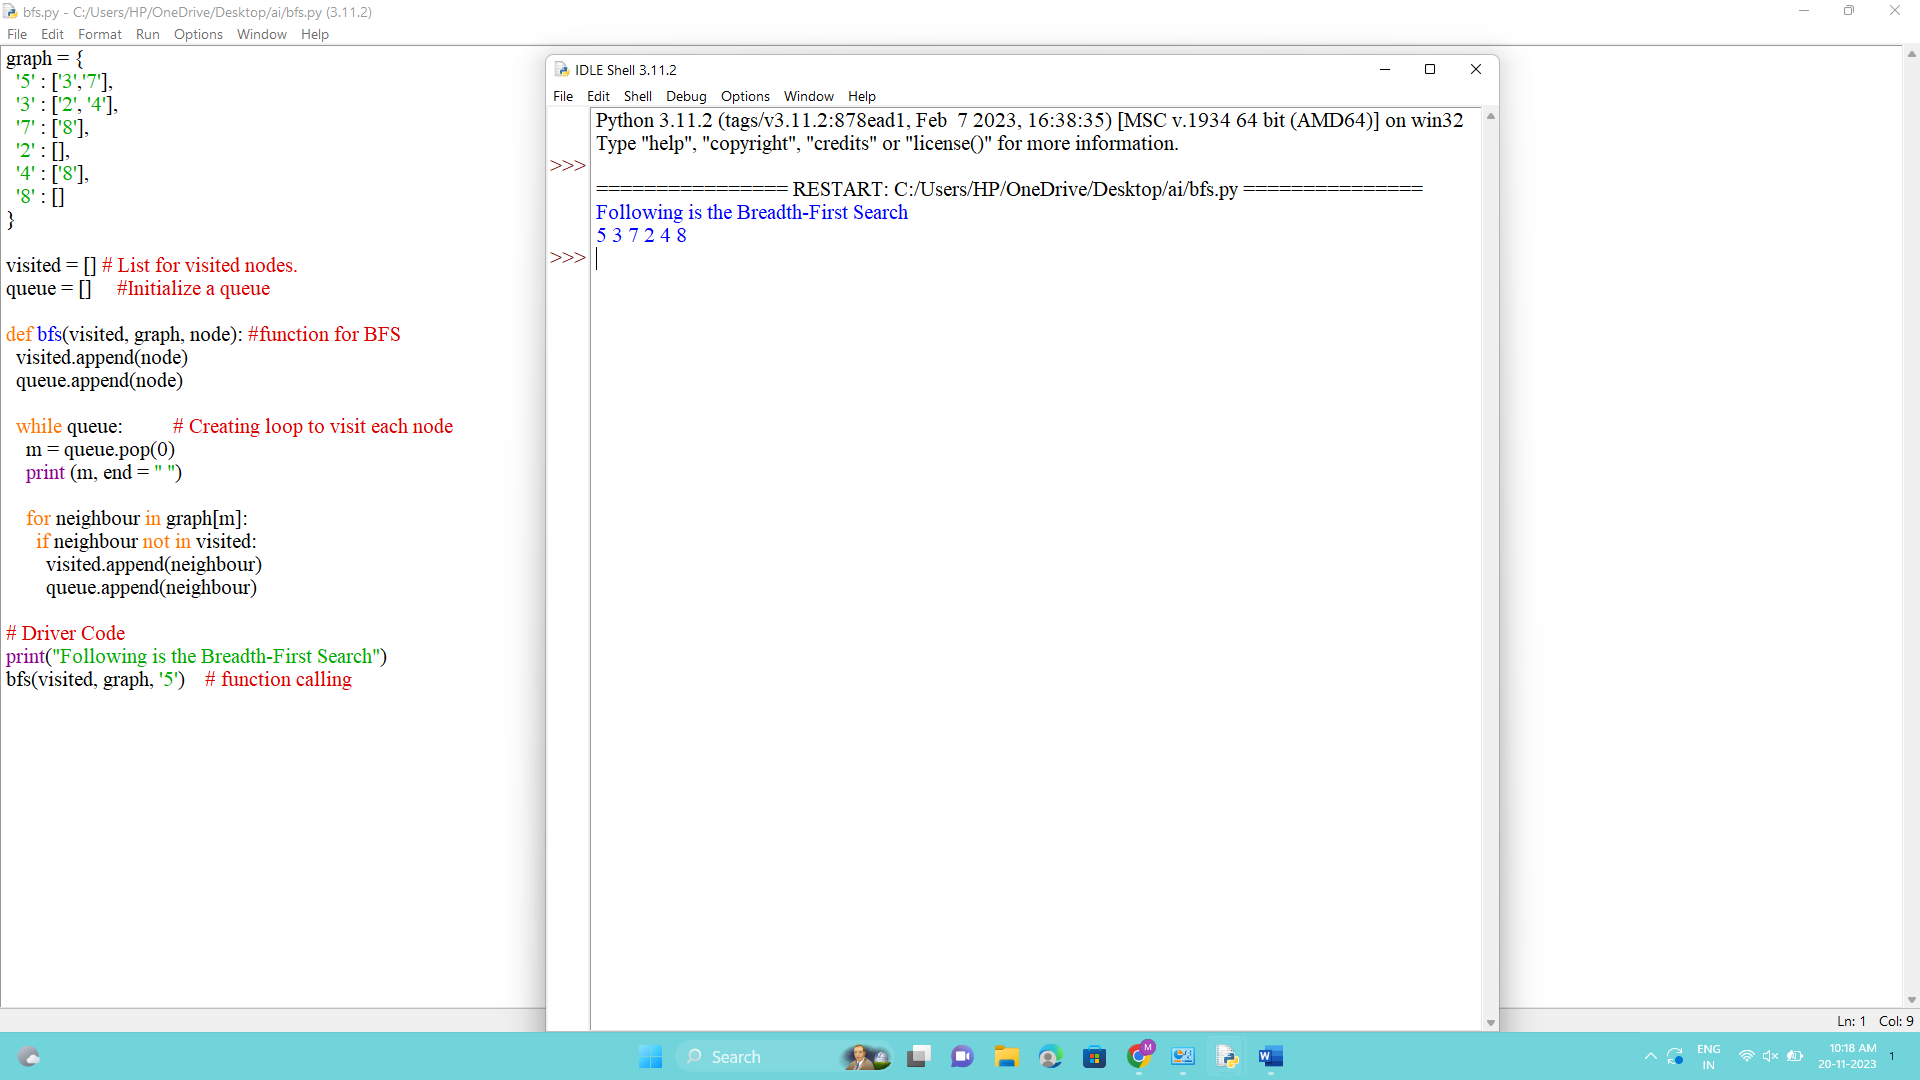 bfs.py - C:/Users/HP/OneDrive/Desktop/ai/bfs.py (3.11.2)
File Edit Format Run Options Window Help
graph = {
  '5' : ['3','7'],
  '3' : ['2', '4'],
  '7' : ['8'],
  '2' : [],
  '4' : ['8'],
  '8' : []
}
visited = [] # List for visited nodes.
queue = []     #Initialize a queue
def bfs(visited, graph, node): #function for BFS
  visited.append(node)
  queue.append(node)
  while queue:          # Creating loop to visit each node
    m = queue.pop(0)
    print (m, end = " ")
    for neighbour in graph[m]:
      if neighbour not in visited:
        visited.append(neighbour)
        queue.append(neighbour)
# Driver Code
print("Following is the Breadth-First Search")
bfs(visited, graph, '5')    # function calling
IDLE Shell 3.11.2
File Edit Shell Debug Options Window Help
Python 3.11.2 (tags/v3.11.2:878ead1, Feb  7 2023, 16:38:35) [MSC v.1934 64 bit (AMD64)] on win32
Type "help", "copyright", "credits" or "license()" for more information.
>>>
================ RESTART: C:/Users/HP/OneDrive/Desktop/ai/bfs.py ===============
Following is the Breadth-First Search
5 3 7 2 4 8
>>>
Ln: 1 Col: 9
Search
M
ENG
IN
10:18 AM
20-11-2023
1